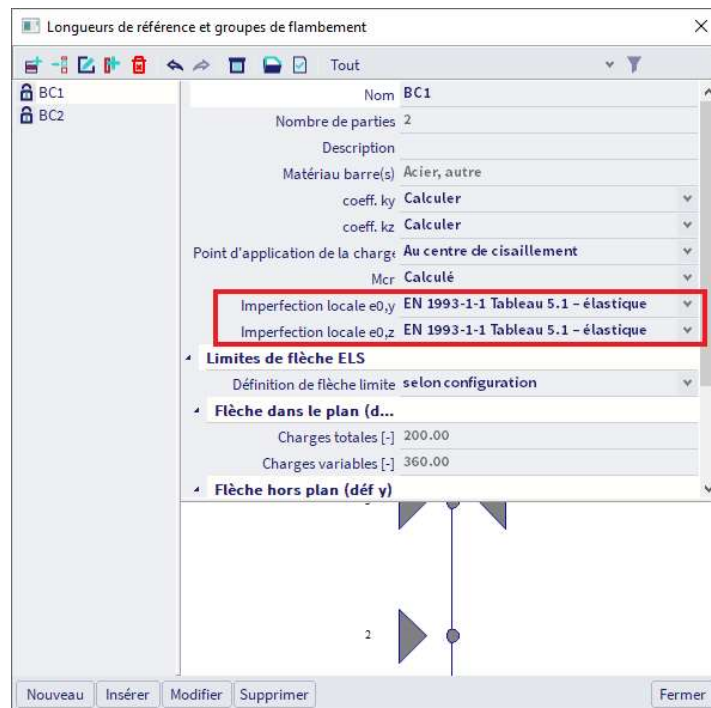 Longueurs de référence et groupes de flambement
Tout
BC1
BC2
Nom BC1
Nombre de parties 2
Description
Matériau barre(s) Acier, autre
coeff. ky Calculer
coeff. kz Calculer
Point d'application de la charge Au centre de cisaillement
Mcr Calculé
Imperfection locale e0,y EN 1993-1-1 Tableau 5.1 – élastique
Imperfection locale e0,z EN 1993-1-1 Tableau 5.1 – élastique
Limites de flèche ELS
Définition de flèche limite selon configuration
Flèche dans le plan (d...
Charges totales [-] 200.00
Charges variables [-] 360.00
Flèche hors plan (déf y)
2
Nouveau Insérer Modifier Supprimer Fermer